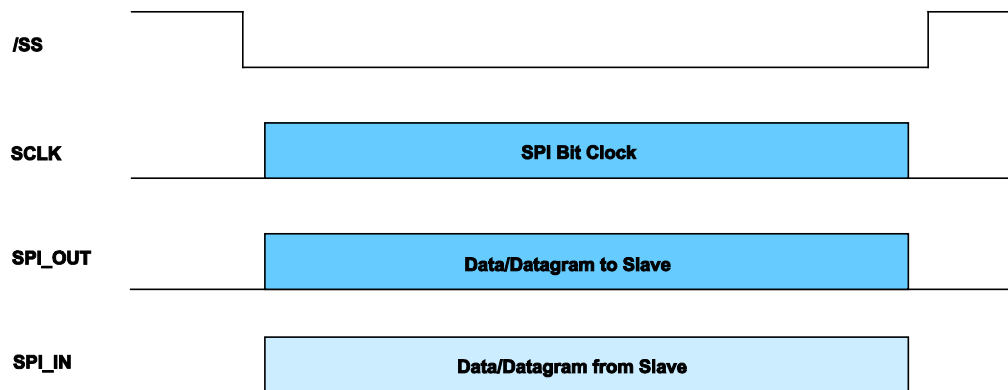 /SS
SCLK
SPI Bit Clock
SPI_OUT
Data/Datagram to Slave
SPI_IN
Data/Datagram from Slave